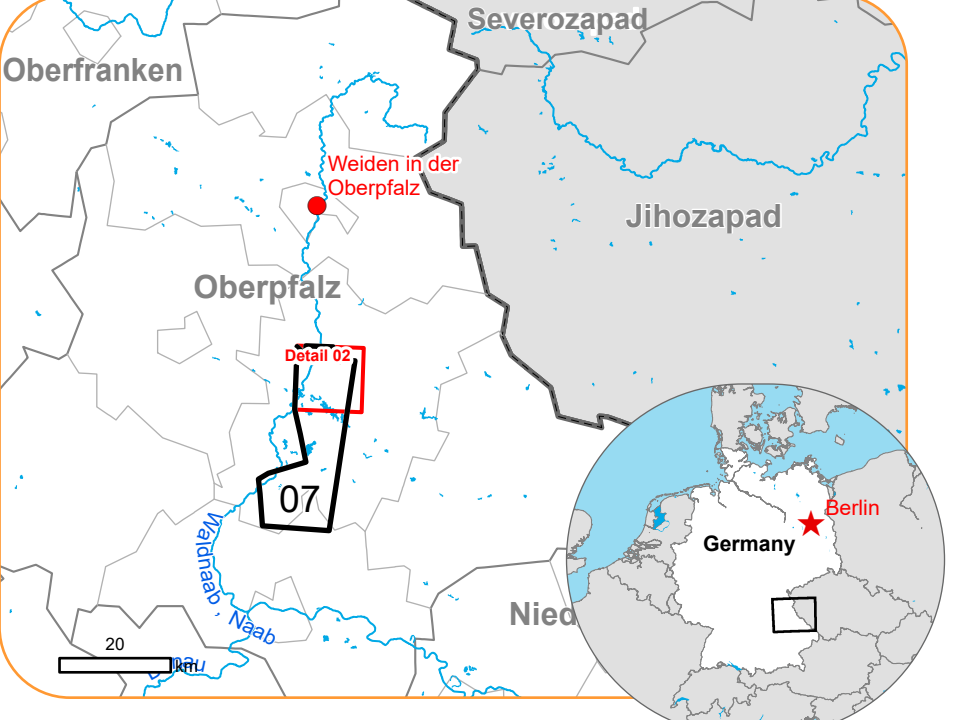 Severozapad
Oberfranken
Weiden in der
Oberpfalz
Jihozapad
Oberpfalz
Detail 02
07
Berlin
Germany
Waldnaab , Naab
Nied
20
km